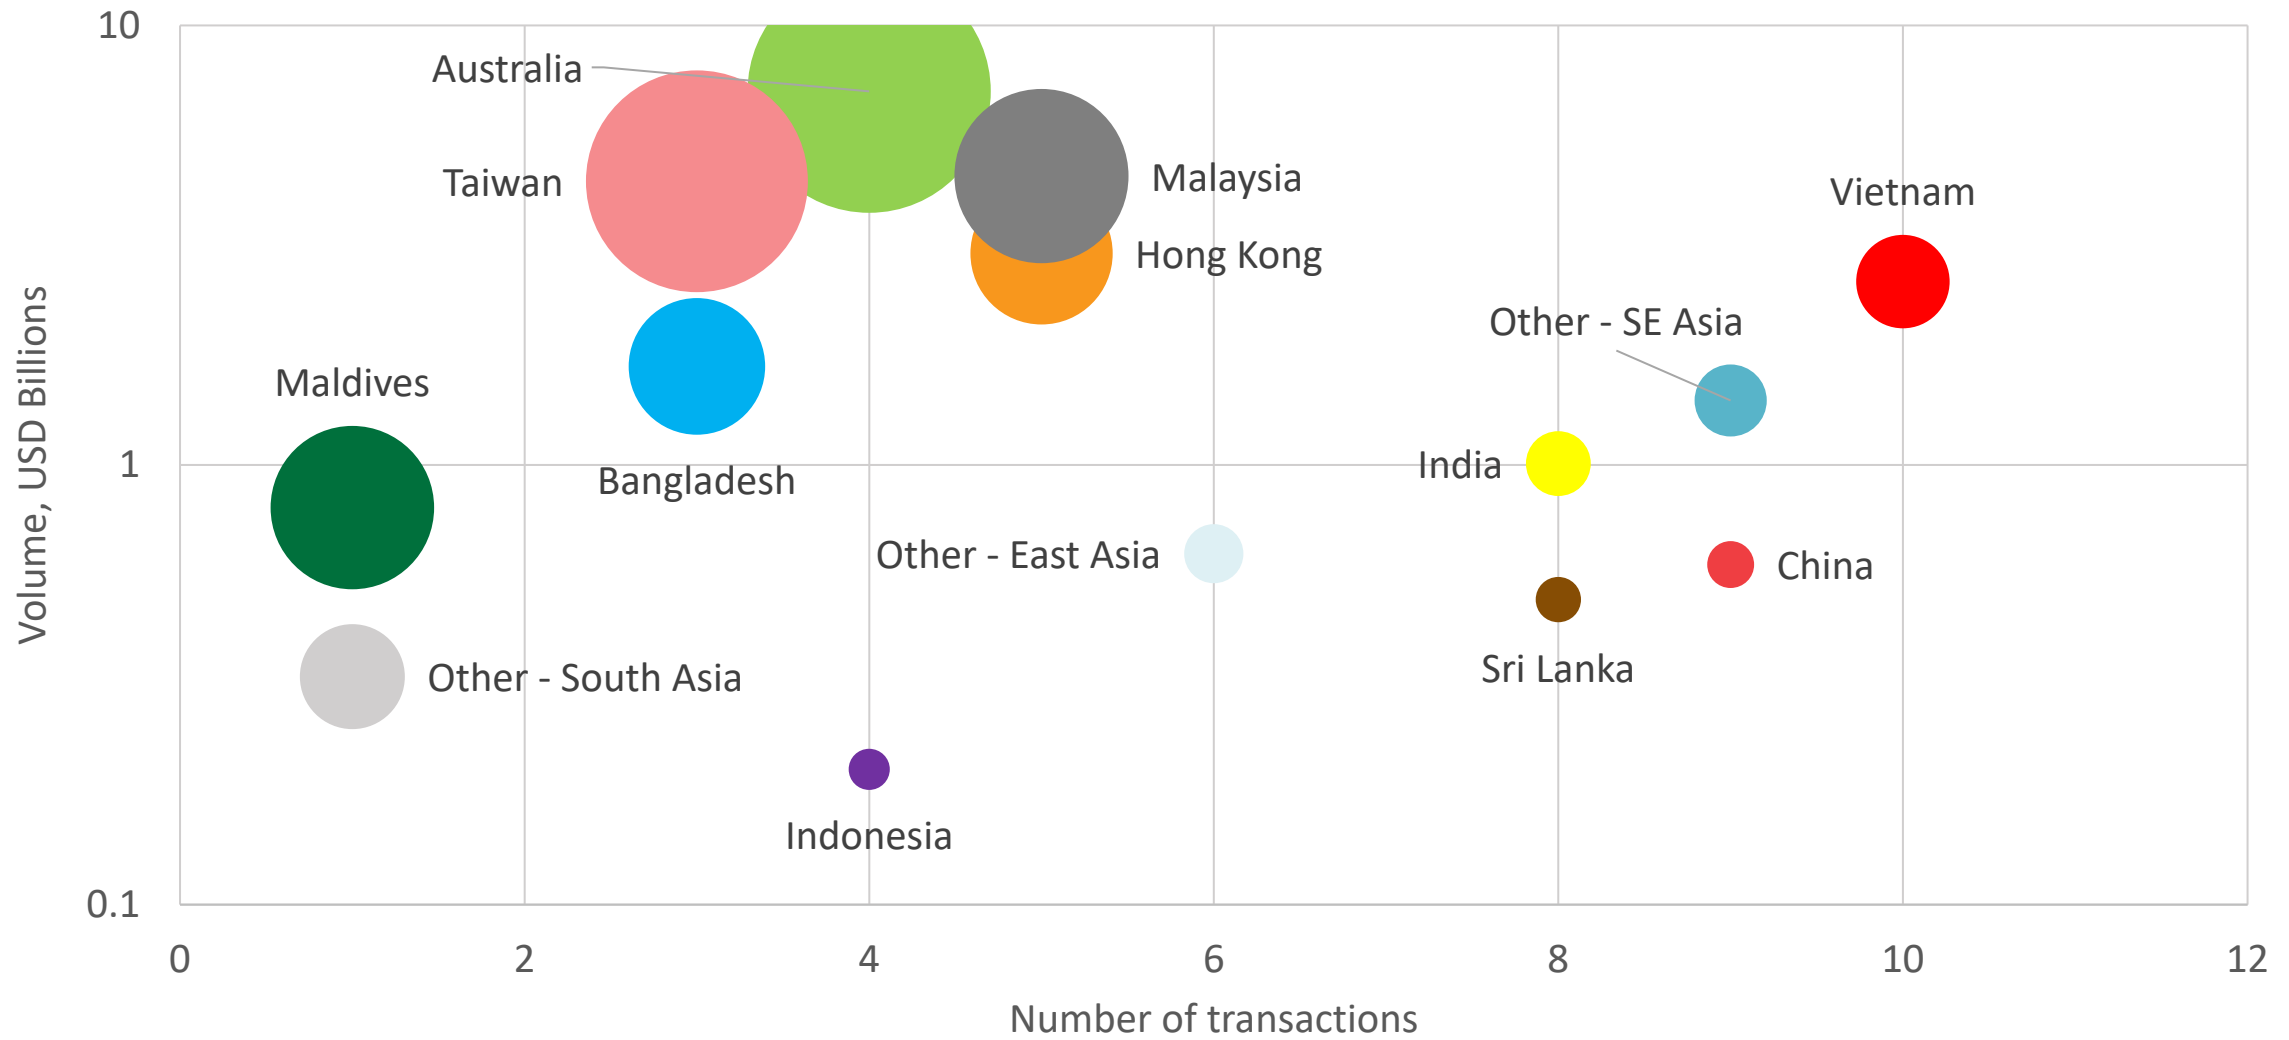 10
Australia
Taiwan
Malaysia
Vietnam
Hong Kong
Other - SE Asia
Maldives
Volume, USD Billions
1
India
Bangladesh
Other - East Asia
China
Sri Lanka
Other - South Asia
Indonesia
0.1
0 2 4 6 8 10 12
Number of transactions